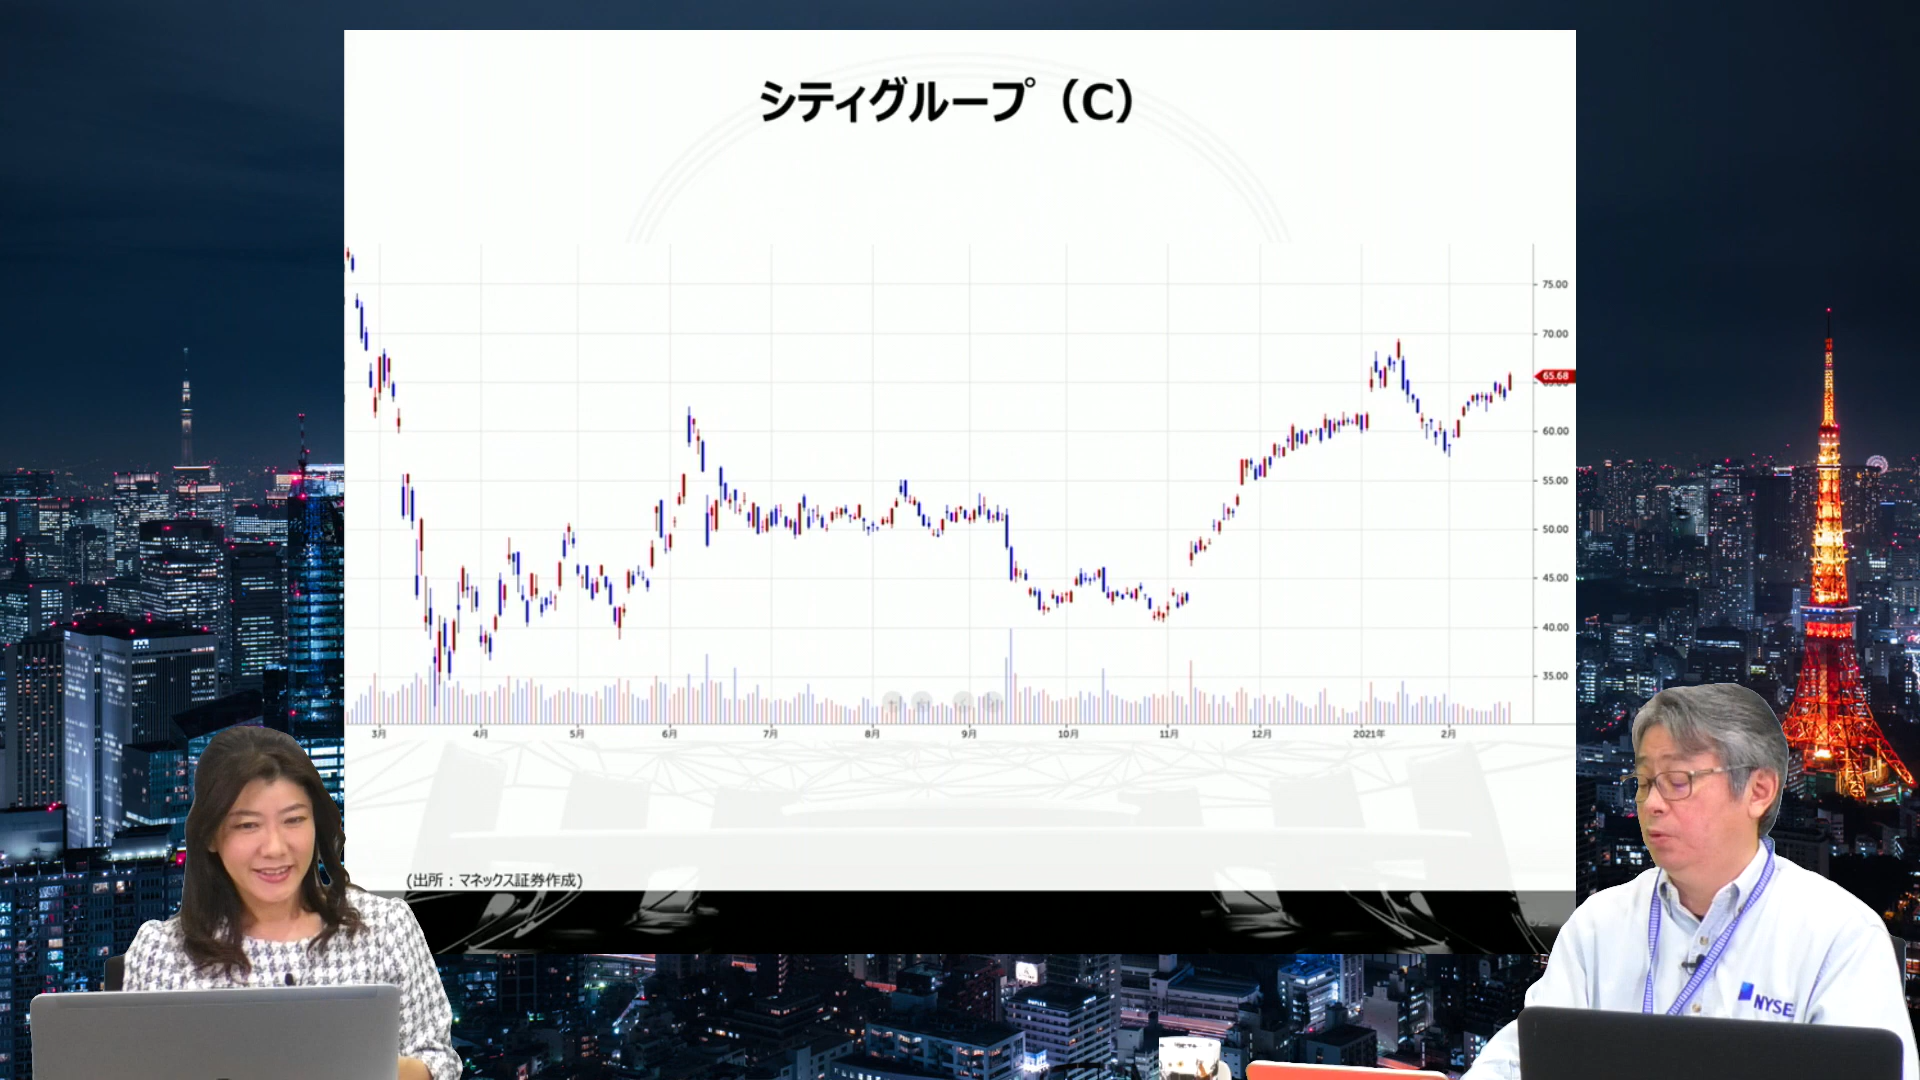 シティグループ（C）
75.00
70.00
65.68
60.00
55.00
50.00
45.00
40.00
35.00
3月 4月 5月 6月 7月 8月 9月 10月 11月 12月 2021年 2月
(出所：マネックス証券作成)
NYSE